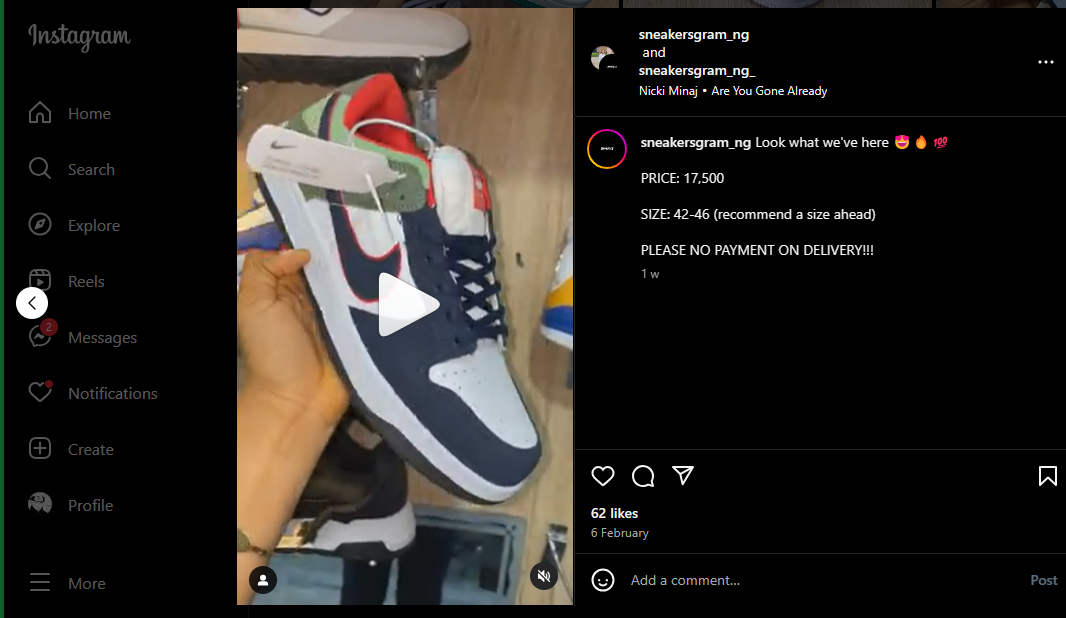 Instagram
Home
Search
Explore
Reels
2
Messages
Notifications
Create
Profile
More
sneakersgram_ng
and
sneakersgram_ng_
Nicki Minaj • Are You Gone Already
sneakersgram_ng Look what we've here 😍 🔥 💯
PRICE: 17,500
SIZE: 42-46 (recommend a size ahead)
PLEASE NO PAYMENT ON DELIVERY!!!
1 w
62 likes
6 February
Add a comment...
Post